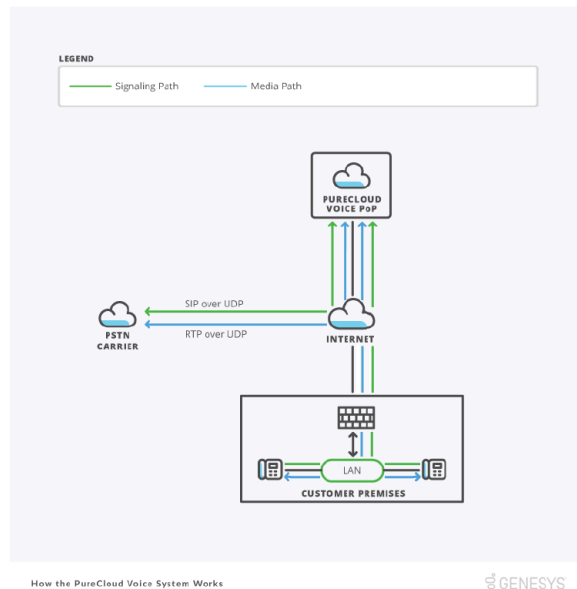 LEGEND
Signaling Path
Media Path
PURECLOUD
VOICE PoP
SIP over UDP
RTP over UDP
PSTN
CARRIER
INTERNET
LAN
CUSTOMER PREMISES
How the PureCloud Voice System Works
GENESYS